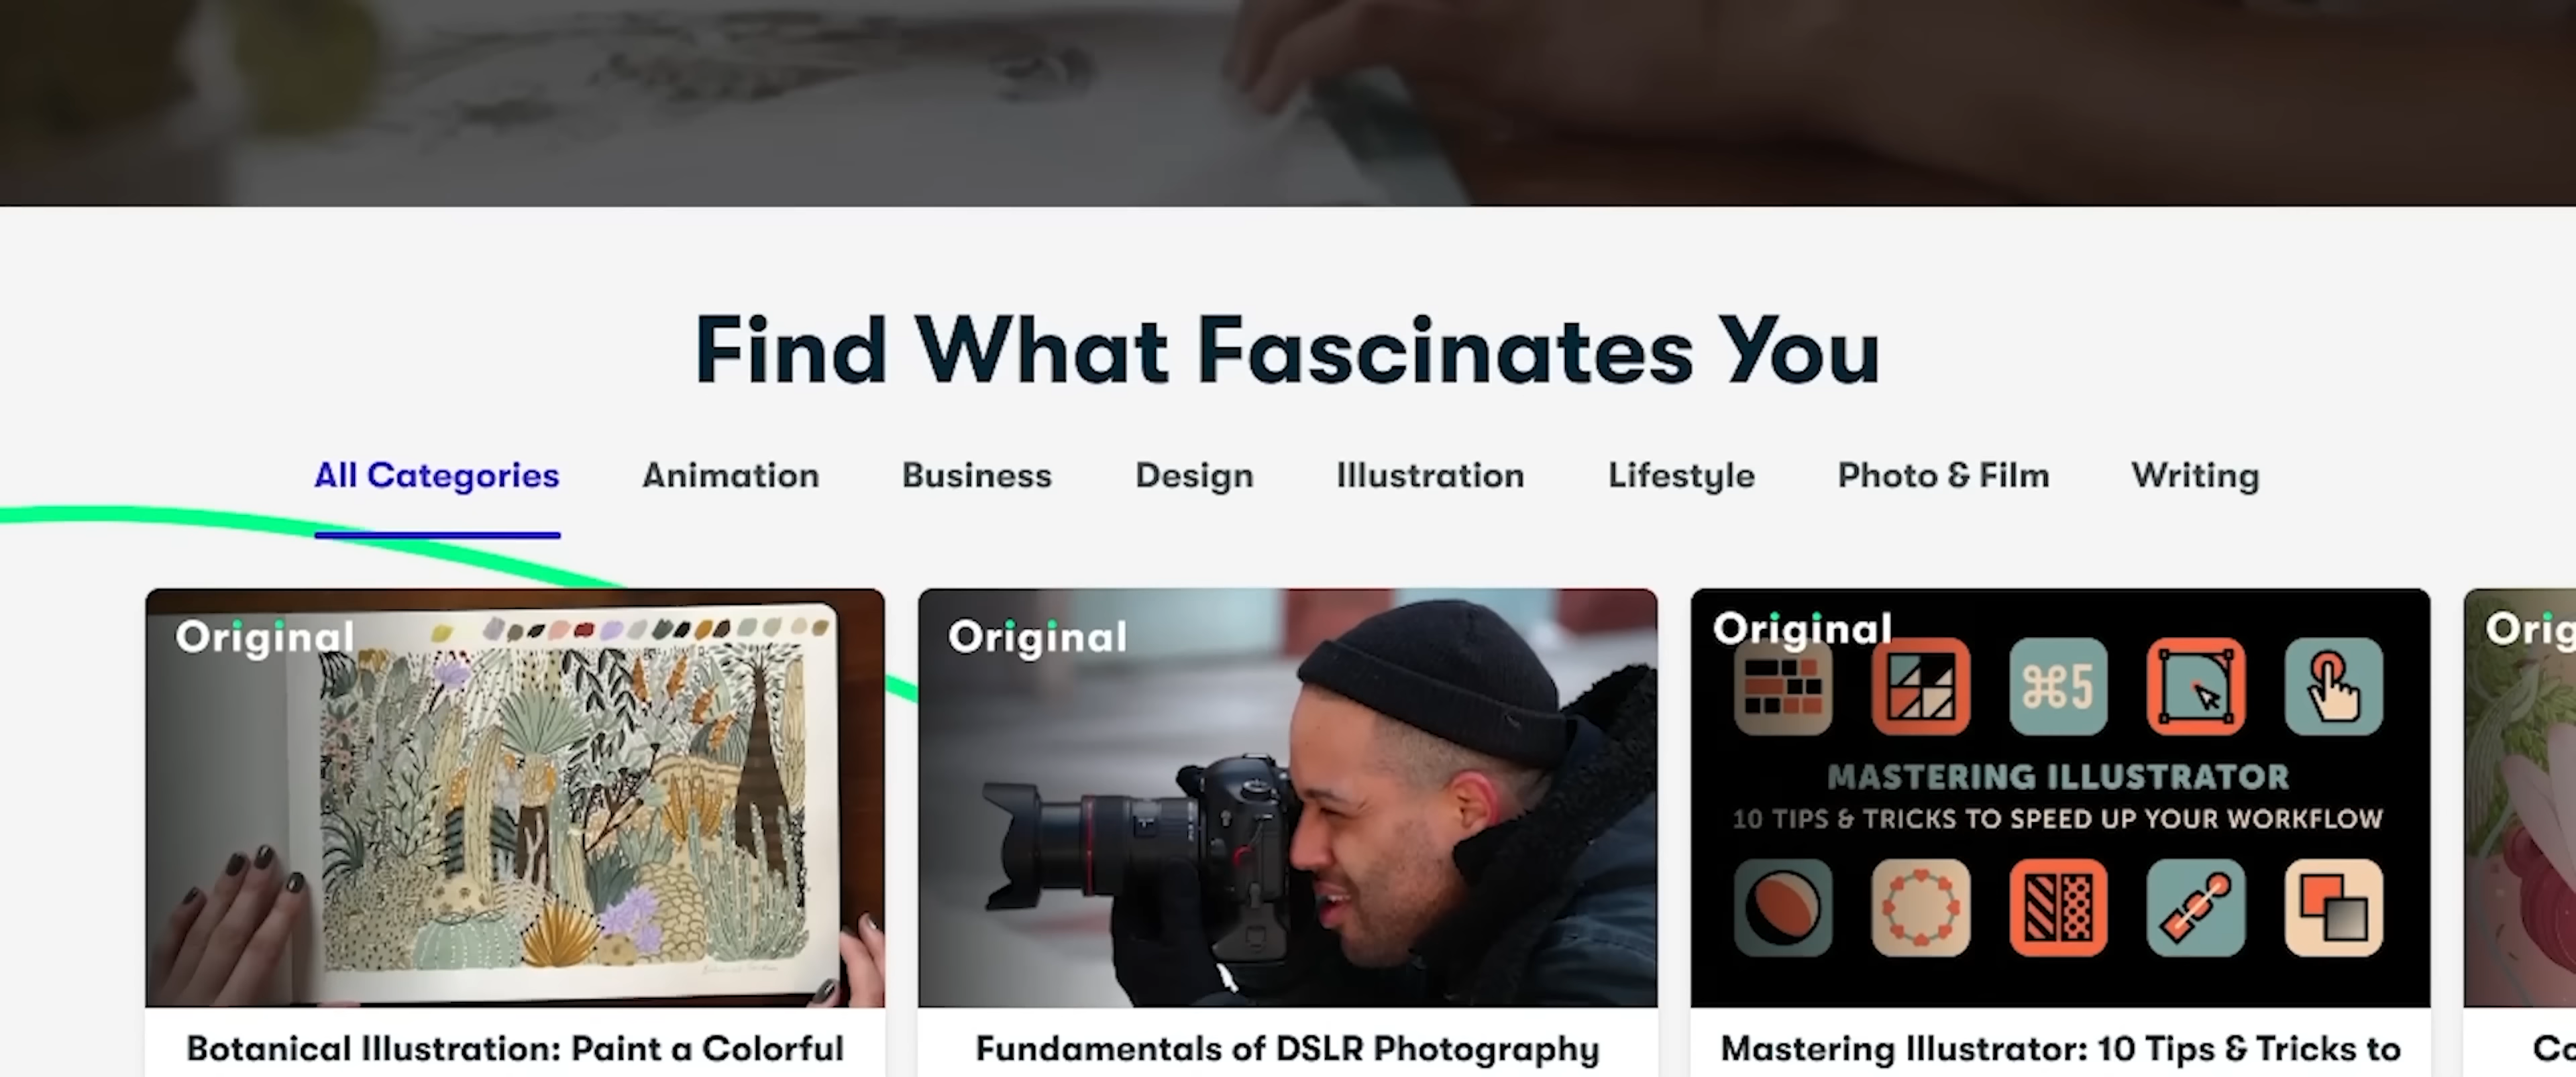 Find What Fascinates You
All Categories Animation Business Design Illustration Lifestyle Photo & Film Writing
Original Original Original Orig
⌘5
MASTERING ILLUSTRATOR
10 TIPS & TRICKS TO SPEED UP YOUR WORKFLOW
Botanical Illustration: Paint a Colorful Fundamentals of DSLR Photography Mastering Illustrator: 10 Tips & Tricks to Co